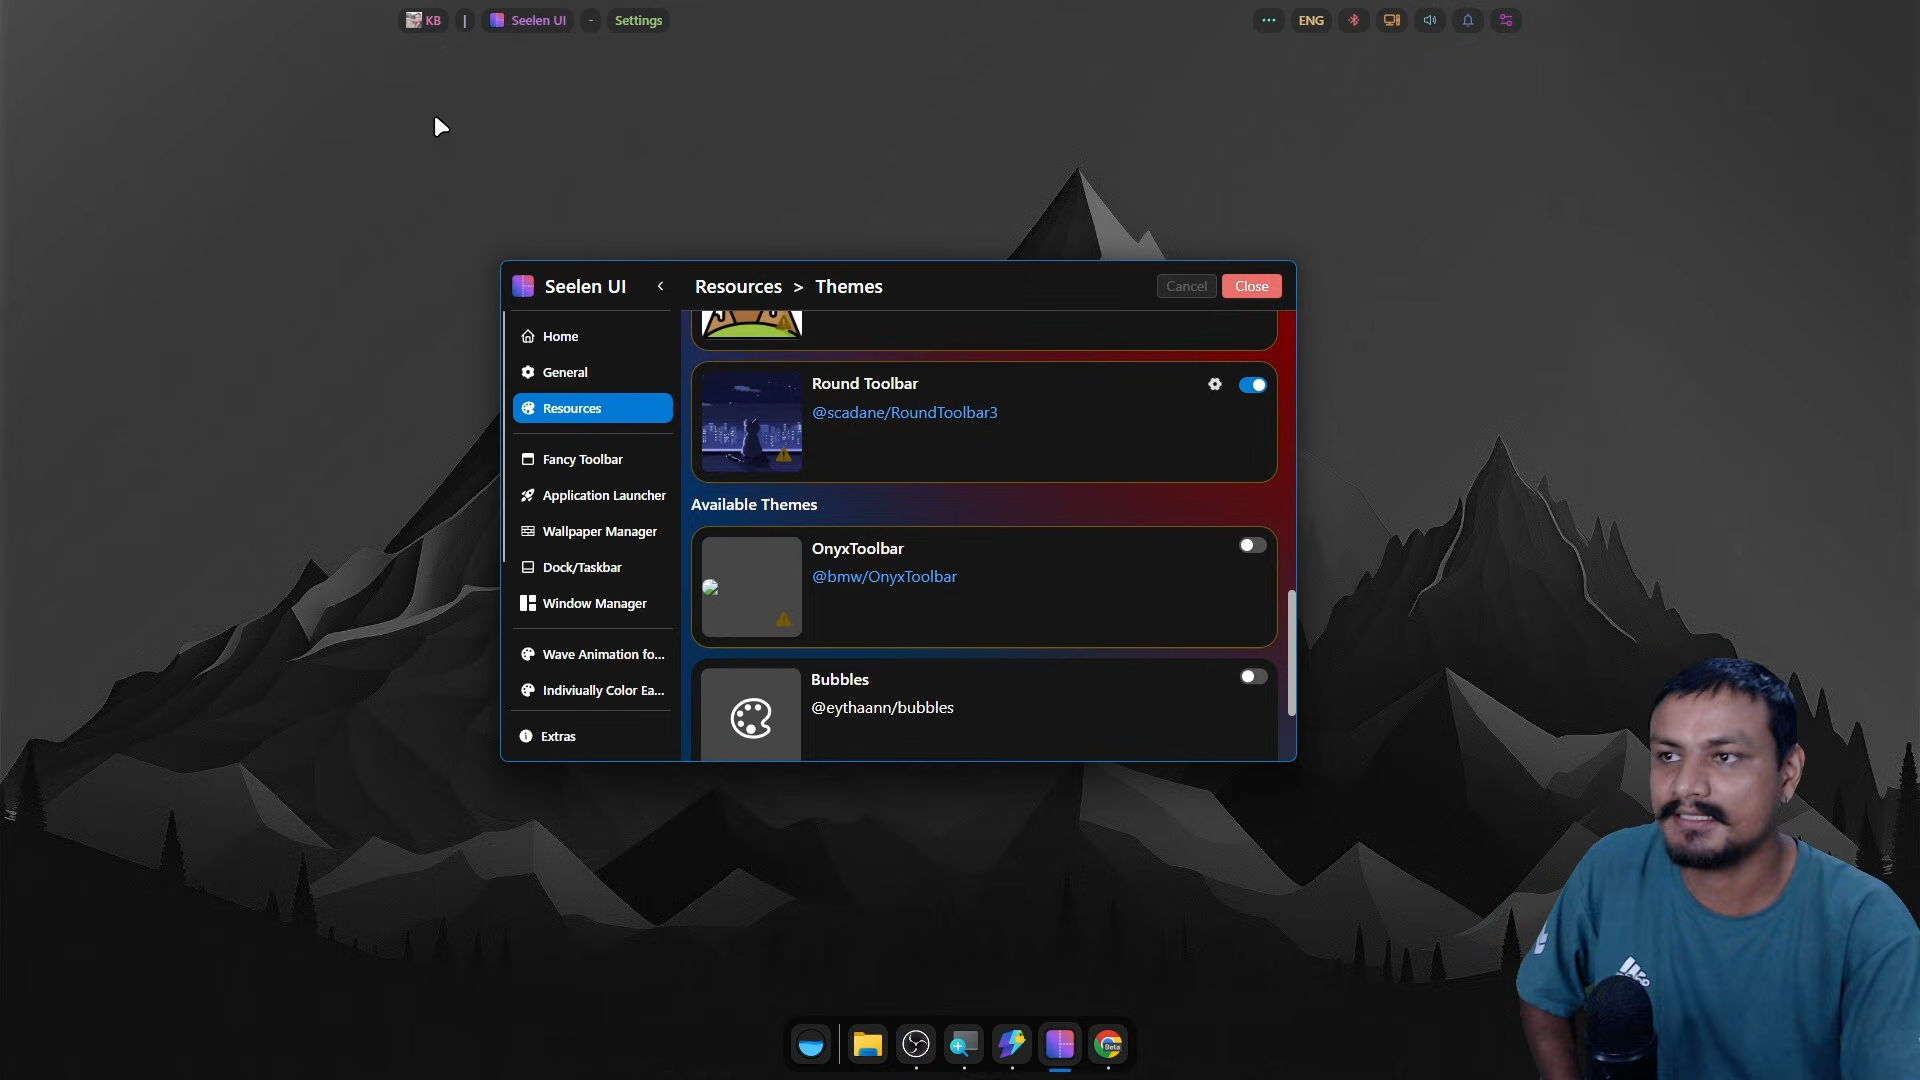 KB | Seelen UI - Settings
ENG
Seelen UI
Resources > Themes
Cancel Close
Home
General
Resources
Fancy Toolbar
Application Launcher
Wallpaper Manager
Dock/Taskbar
Window Manager
Wave Animation fo...
Indiviually Color Ea...
Extras
Round Toolbar
@scadane/RoundToolbar3
Available Themes
OnyxToolbar
@bmw/OnyxToolbar
Bubbles
@eythaann/bubbles
Beta